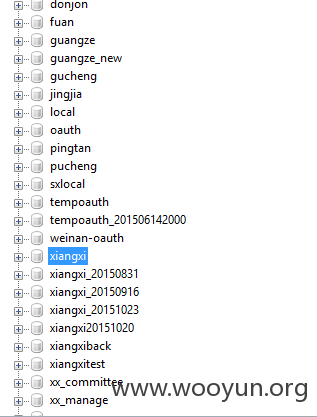 donjon
fuan
guangze
guangze_new
gucheng
jingjia
local
oauth
pingtan
pucheng
sxlocal
tempoauth
tempoauth_201506142000
weinan-oauth
xiangxi
xiangxi_20150831
xiangxi_20150916
xiangxi_20151023
xiangxi20151020
xiangxiback
xiangxitest
xx_committee
xx_manage
www.wooyun.org